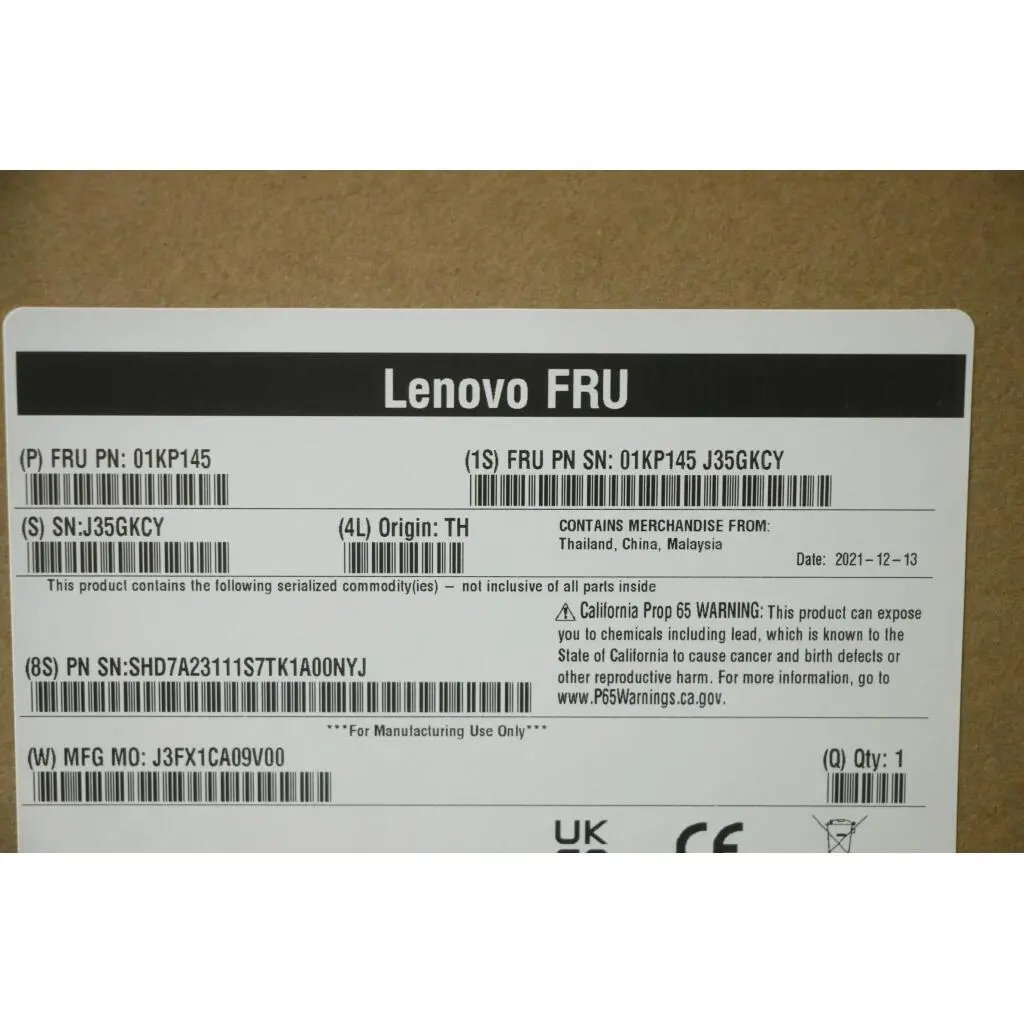 Lenovo FRU
(P) FRU PN: 01KP145
(1S) FRU PN SN: 01KP145 J35GKCY
(S) SN:J35GKCY
(4L) Origin: TH
CONTAINS MERCHANDISE FROM:
Thailand, China, Malaysia
Date: 2021-12-13
This product contains the following serialized commodity(ies) – not inclusive of all parts inside
⚠ California Prop 65 WARNING: This product can expose
you to chemicals including lead, which is known to the
State of California to cause cancer and birth defects or
other reproductive harm. For more information, go to
www.P65Warnings.ca.gov.
(8S) PN SN:SHD7A23111S7TK1A00NYJ
***For Manufacturing Use Only***
(W) MFG MO: J3FX1CA09V00
(Q) Qty: 1
UK
CE